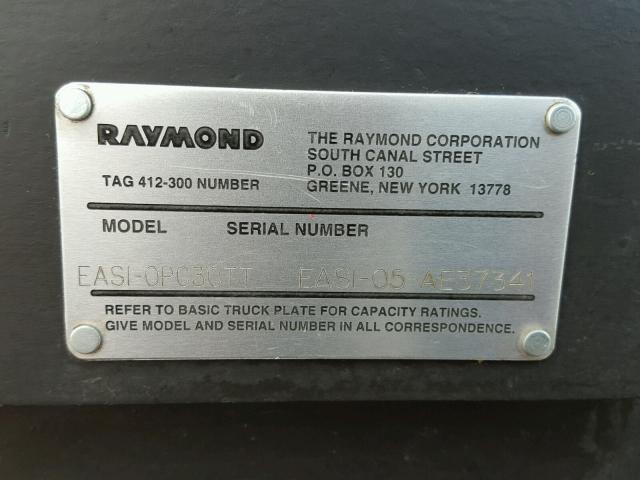 RAYMOND
THE RAYMOND CORPORATION
SOUTH CANAL STREET
P.O. BOX 130
GREENE, NEW YORK 13778
TAG 412-300 NUMBER
MODEL SERIAL NUMBER
EASI-OPC30TT EASI-05-AE37341
REFER TO BASIC TRUCK PLATE FOR CAPACITY RATINGS.
GIVE MODEL AND SERIAL NUMBER IN ALL CORRESPONDENCE.